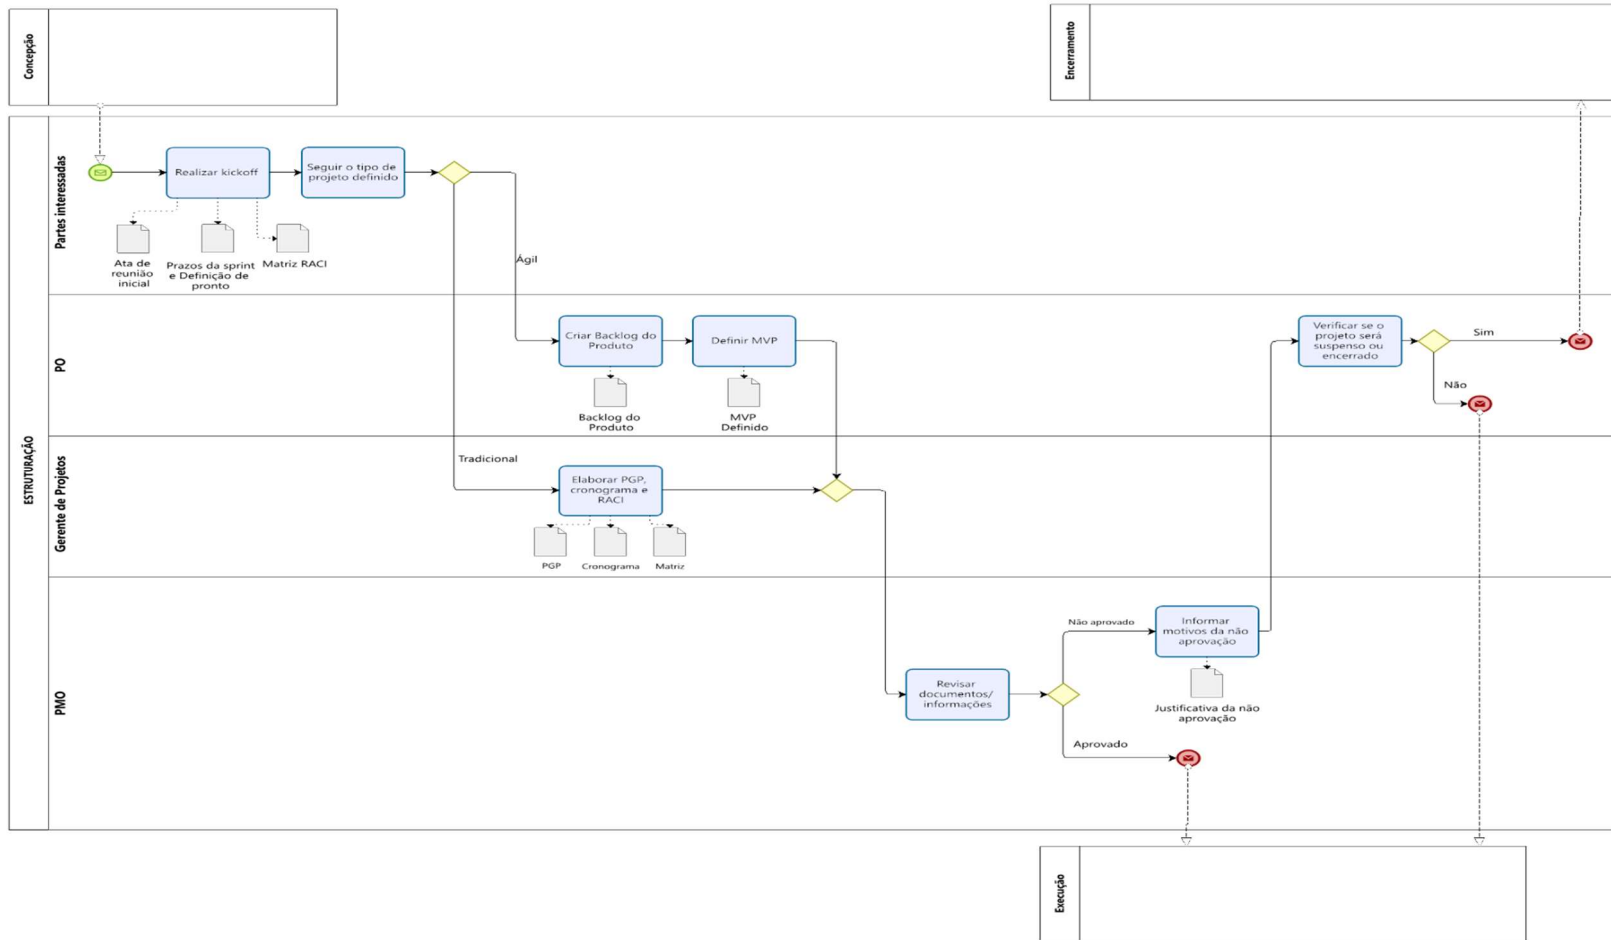 Concepção
Encerramento
ESTRUTURAÇÃO
Partes interessadas
Realizar kickoff
Seguir o tipo de
projeto definido
Ata de
reunião
inicial
Prazos da sprint
e Definição de
pronto
Matriz RACI
Ágil
PO
Criar Backlog do
Produto
Definir MVP
Backlog do
Produto
MVP
Definido
Verificar se o
projeto será
suspenso ou
encerrado
Sim
Não
Gerente de Projetos
Tradicional
Elaborar PGP,
cronograma e
RACI
PGP
Cronograma
Matriz
PMO
Revisar
documentos/
informações
Não aprovado
Informar
motivos da não
aprovação
Justificativa da não
aprovação
Aprovado
Execução